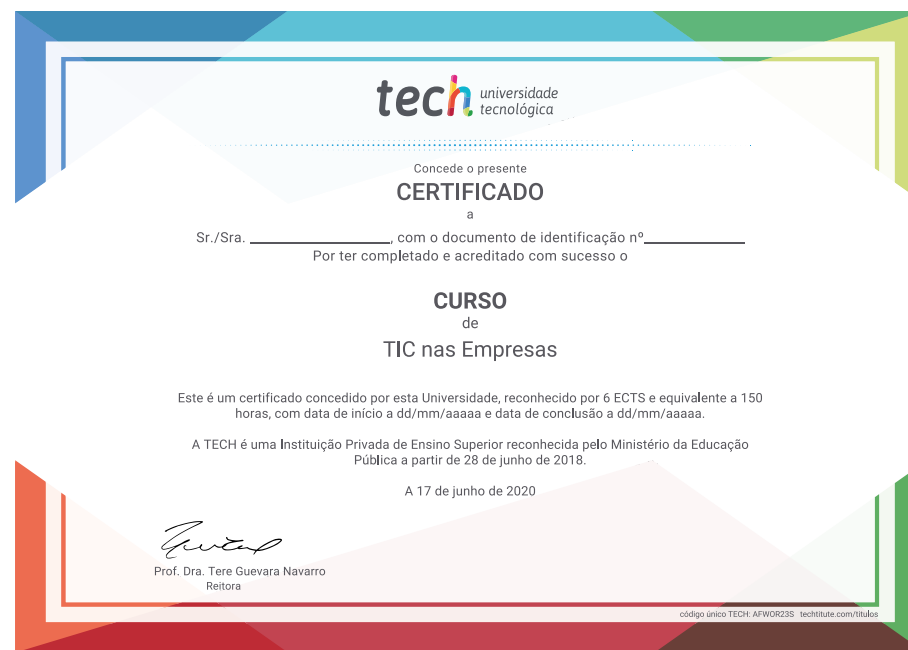 tech universidade
tecnológica
Concede o presente
CERTIFICADO
a
Sr./Sra. ____________________, com o documento de identificação nº______________
Por ter completado e acreditado com sucesso o
CURSO
de
TIC nas Empresas
Este é um certificado concedido por esta Universidade, reconhecido por 6 ECTS e equivalente a 150
horas, com data de início a dd/mm/aaaaa e data de conclusão a dd/mm/aaaaa.
A TECH é uma Instituição Privada de Ensino Superior reconhecida pelo Ministério da Educação
Pública a partir de 28 de junho de 2018.
A 17 de junho de 2020
Prof. Dra. Tere Guevara Navarro
Reitora
código único TECH: AFWOR23S techtitute.com/titulos